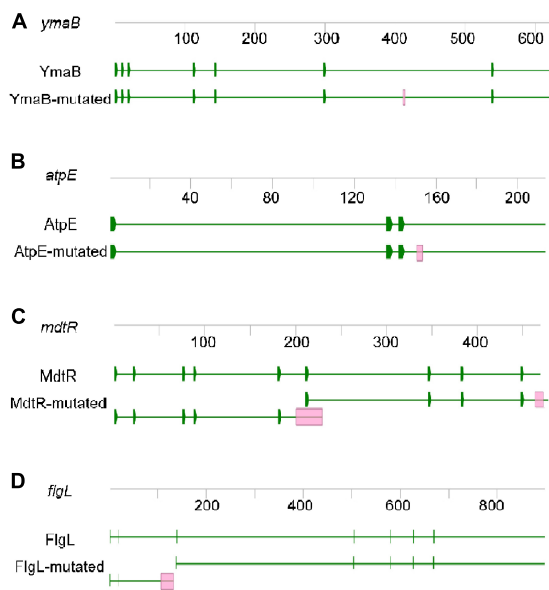 A ymaB
100 200 300 400 500 600
YmaB
YmaB-mutated
B atpE
40 80 120 160 200
AtpE
AtpE-mutated
C mdtR
100 200 300 400
MdtR
MdtR-mutated
D flgL
200 400 600 800
FlgL
FlgL-mutated